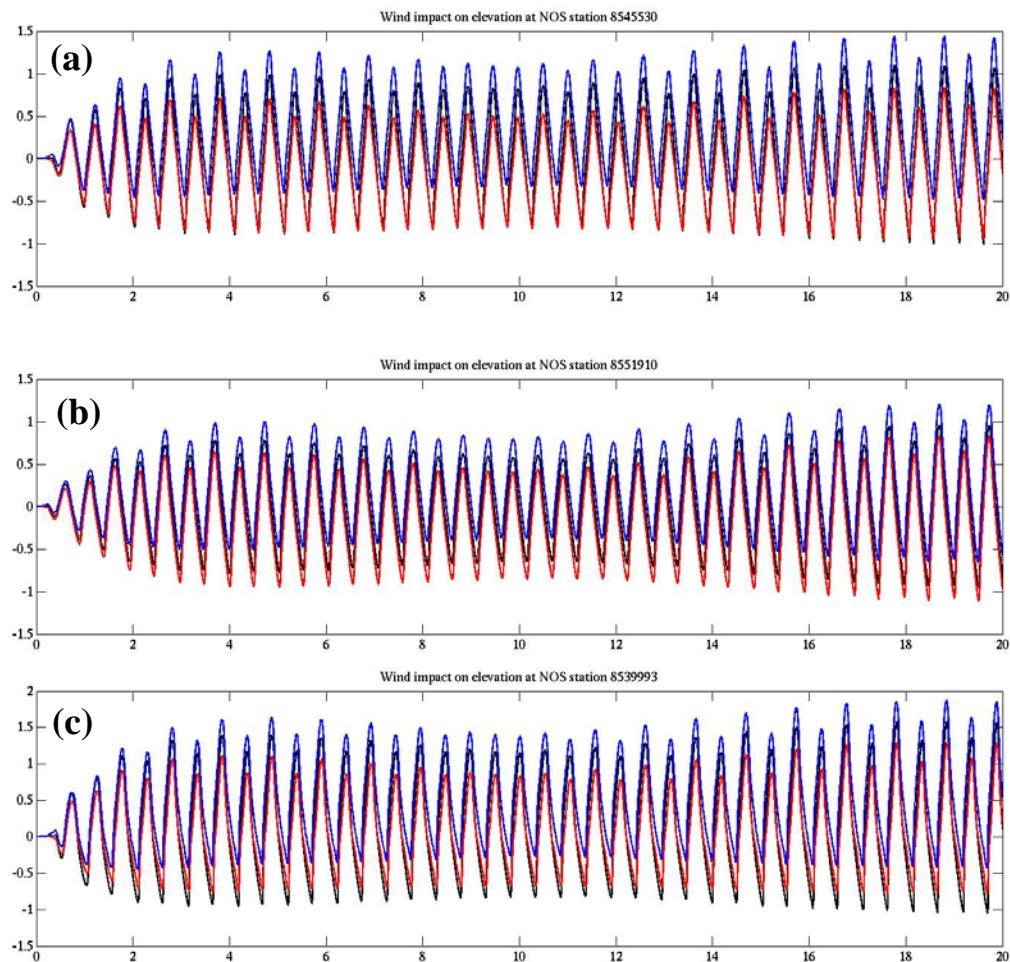 Wind impact on elevation at NOS station 8545530
(a)
1.5
1
0.5
0
-0.5
-1
-1.5
0 2 4 6 8 10 12 14 16 18 20
Wind impact on elevation at NOS station 8551910
(b)
1.5
1
0.5
0
-0.5
-1
-1.5
0 2 4 6 8 10 12 14 16 18 20
Wind impact on elevation at NOS station 8539993
(c)
2
1.5
1
0.5
0
-0.5
-1
-1.5
0 2 4 6 8 10 12 14 16 18 20